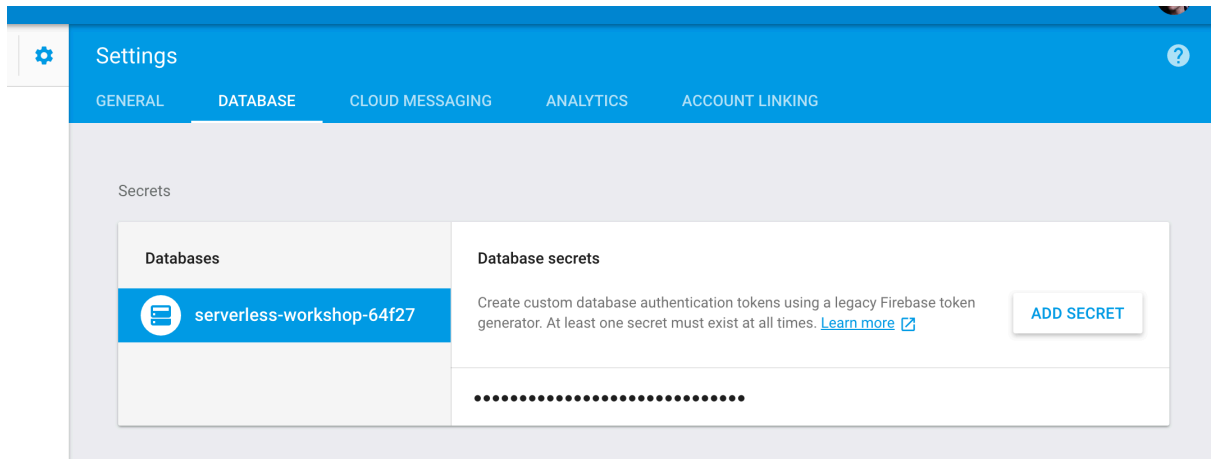 Settings
GENERAL DATABASE CLOUD MESSAGING ANALYTICS ACCOUNT LINKING
Secrets
Databases
serverless-workshop-64f27
Database secrets
Create custom database authentication tokens using a legacy Firebase token
generator. At least one secret must exist at all times. Learn more
ADD SECRET
••••••••••••••••••••••••••••••